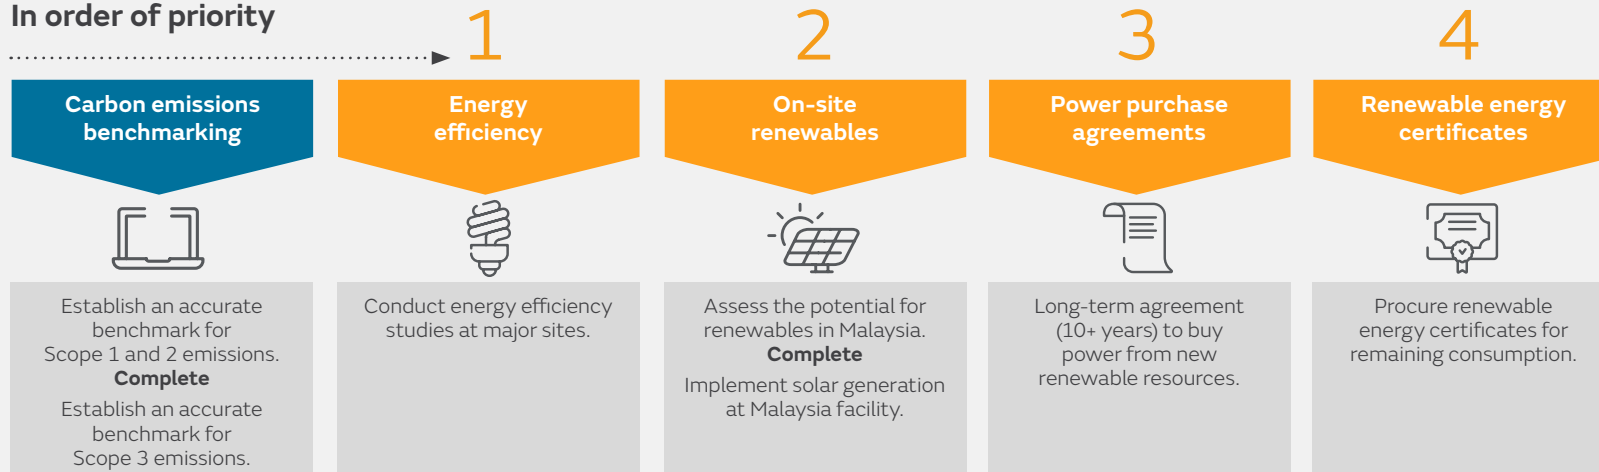 In order of priority
1
2
3
4
Carbon emissions
benchmarking
Energy
efficiency
On-site
renewables
Power purchase
agreements
Renewable energy
certificates
Establish an accurate
benchmark for
Scope 1 and 2 emissions.
Complete
Establish an accurate
benchmark for
Scope 3 emissions.
Conduct energy efficiency
studies at major sites.
Assess the potential for
renewables in Malaysia.
Complete
Implement solar generation
at Malaysia facility.
Long-term agreement
(10+ years) to buy
power from new
renewable resources.
Procure renewable
energy certificates for
remaining consumption.